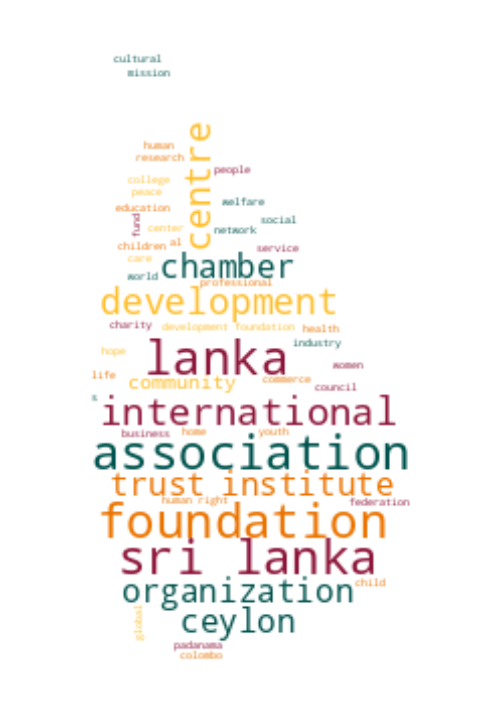 cultural
mission
centre
human
research
people
college
peace
welfare
education
fund
social
center
network
children al
service
care
chamber
world
professional
development
charity
development foundation
health
industry
hope
lanka
women
life
community
commerce
council
s
international
business
home
youth
association
trust institute
human right
federation
foundation
sri lanka
child
organization
global
ceylon
padanama
colombo